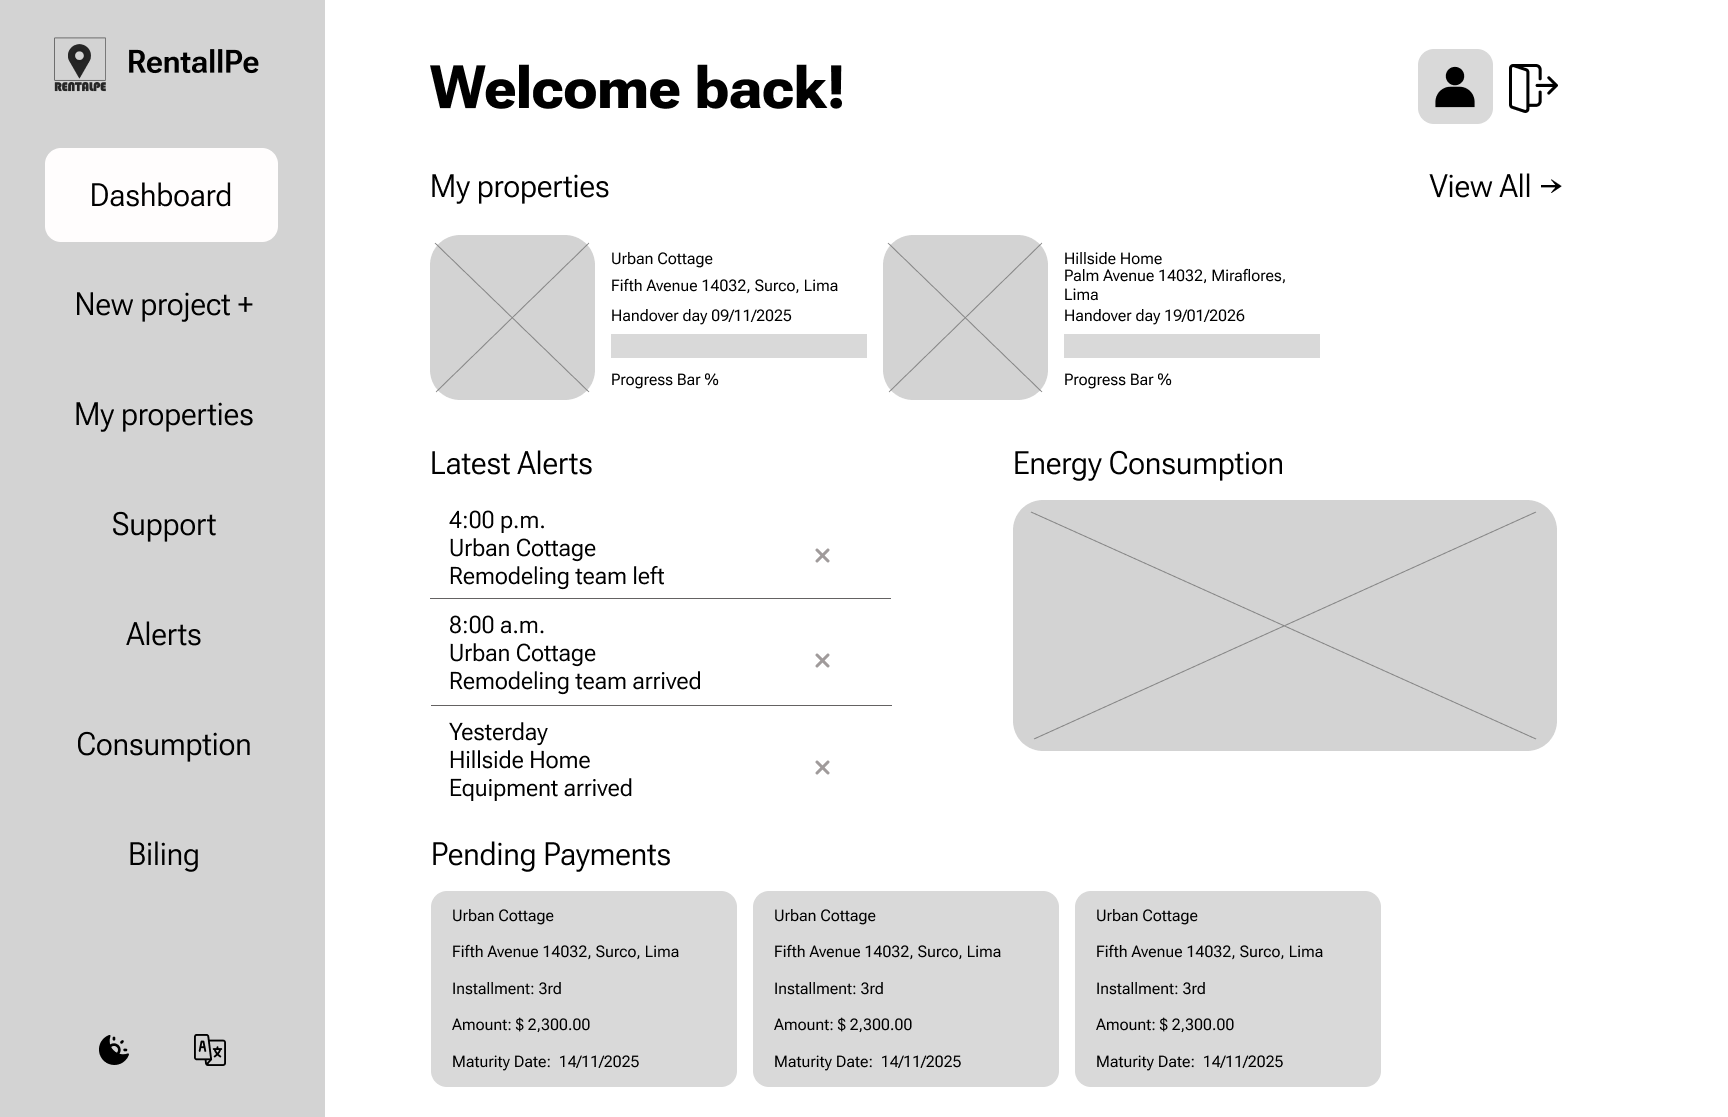 RENTALPE
RentallPe
Dashboard
New project +
My properties
Support
Alerts
Consumption
Biling
A
Welcome back!
My properties
View All →
Urban Cottage
Fifth Avenue 14032, Surco, Lima
Handover day 09/11/2025
Progress Bar %
Hillside Home
Palm Avenue 14032, Miraflores,
Lima
Handover day 19/01/2026
Progress Bar %
Latest Alerts
4:00 p.m.
Urban Cottage
Remodeling team left
8:00 a.m.
Urban Cottage
Remodeling team arrived
Yesterday
Hillside Home
Equipment arrived
Energy Consumption
Pending Payments
Urban Cottage
Fifth Avenue 14032, Surco, Lima
Installment: 3rd
Amount: $ 2,300.00
Maturity Date:  14/11/2025
Urban Cottage
Fifth Avenue 14032, Surco, Lima
Installment: 3rd
Amount: $ 2,300.00
Maturity Date:  14/11/2025
Urban Cottage
Fifth Avenue 14032, Surco, Lima
Installment: 3rd
Amount: $ 2,300.00
Maturity Date:  14/11/2025